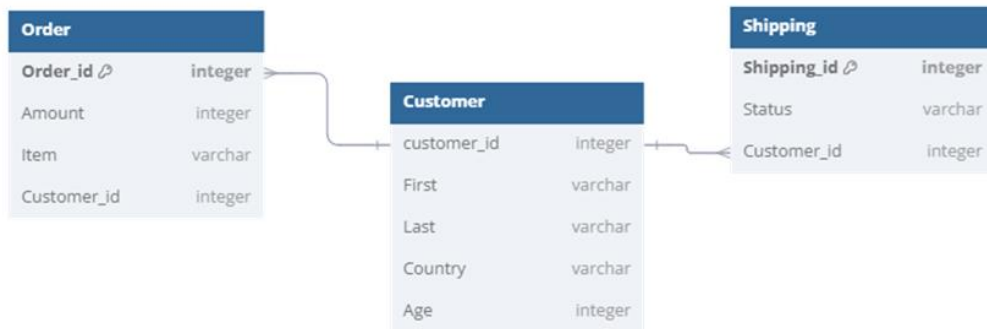 Order
Order_id integer
Amount integer
Item varchar
Customer_id integer
Customer
customer_id integer
First varchar
Last varchar
Country varchar
Age integer
Shipping
Shipping_id integer
Status varchar
Customer_id integer